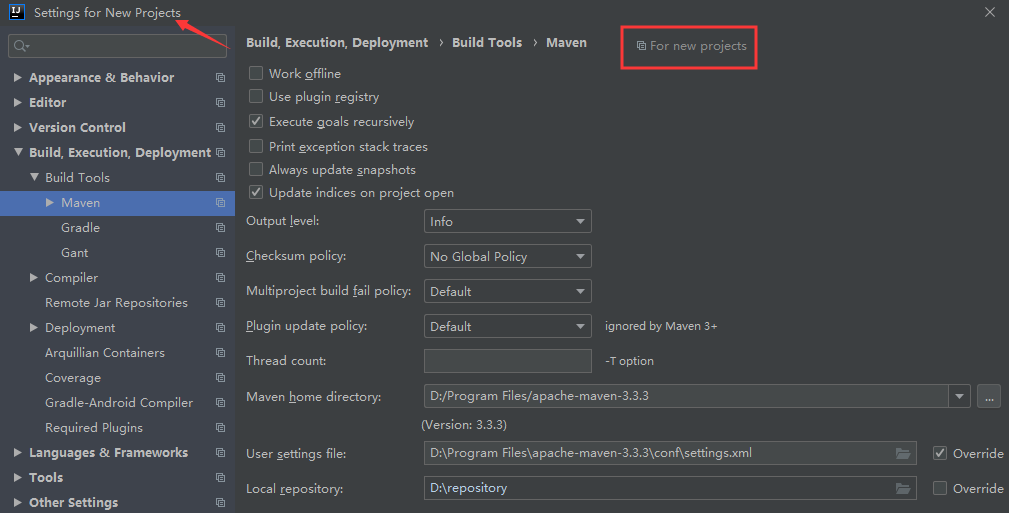 Settings for New Projects
Appearance & Behavior
Editor
Version Control
Build, Execution, Deployment
Build Tools
Maven
Gradle
Gant
Compiler
Remote Jar Repositories
Deployment
Arquillian Containers
Coverage
Gradle-Android Compiler
Required Plugins
Languages & Frameworks
Tools
Other Settings
Build, Execution, Deployment › Build Tools › Maven For new projects
Work offline
Use plugin registry
Execute goals recursively
Print exception stack traces
Always update snapshots
Update indices on project open
Output level: Info
Checksum policy: No Global Policy
Multiproject build fail policy: Default
Plugin update policy: Default ignored by Maven 3+
Thread count: -T option
Maven home directory: D:/Program Files/apache-maven-3.3.3 ...
(Version: 3.3.3)
User settings file: D:\Program Files\apache-maven-3.3.3\conf\settings.xml Override
Local repository: D:\repository Override